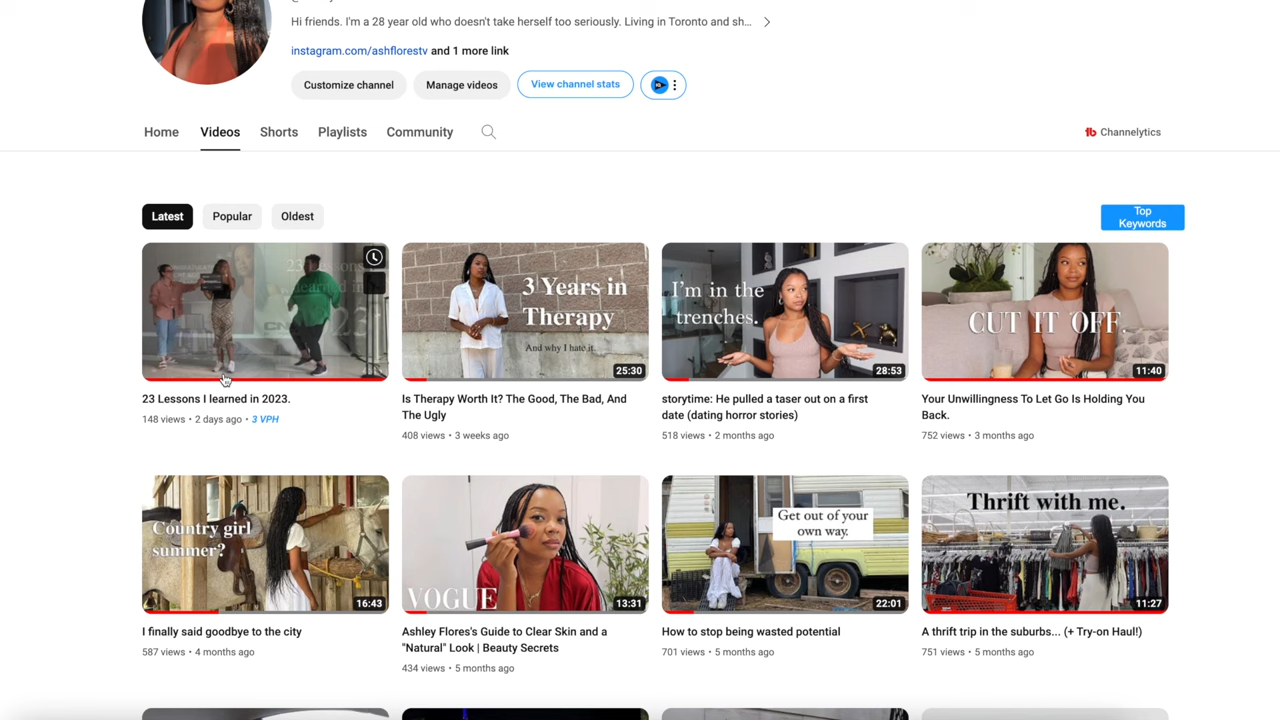 Hi friends. I'm a 28 year old who doesn't take herself too seriously. Living in Toronto and sh...
instagram.com/ashflorestv and 1 more link
Customize channel
Manage videos
View channel stats
Home
Videos
Shorts
Playlists
Community
Channelytics
Latest
Popular
Oldest
Top
Keywords
3 Years in
Therapy
And why I hate it.
25:30
I'm in the
trenches.
28:53
CUT IT OFF.
11:40
23 Lessons I learned in 2023.
148 views • 2 days ago • 3 VPH
Is Therapy Worth It? The Good, The Bad, And
The Ugly
408 views • 3 weeks ago
storytime: He pulled a taser out on a first
date (dating horror stories)
518 views • 2 months ago
Your Unwillingness To Let Go Is Holding You
Back.
752 views • 3 months ago
Country girl
summer?
16:43
VOGUE
13:31
Get out of your
own way.
22:01
Thrift with me.
11:27
I finally said goodbye to the city
587 views • 4 months ago
Ashley Flores's Guide to Clear Skin and a
"Natural" Look | Beauty Secrets
434 views • 5 months ago
How to stop being wasted potential
701 views • 5 months ago
A thrift trip in the suburbs... (+ Try-on Haul!)
751 views • 5 months ago